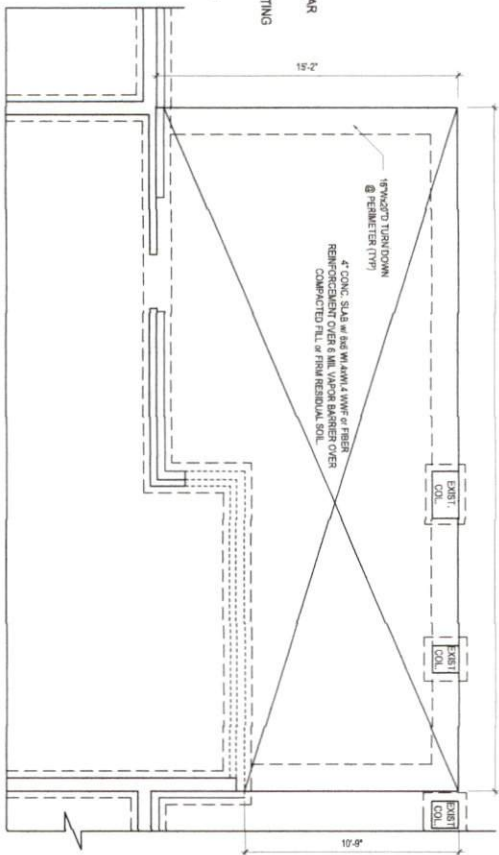 AR
TING
15'-2"
16"Wx20"D TURN DOWN
@ PERIMETER (TYP)
4" CONC. SLAB w/ 6x6 W1.4xW1.4 WWF or FIBER
REINFORCEMENT OVER 6 MIL VAPOR BARRIER OVER
COMPACTED FILL or FIRM RESIDUAL SOIL
EXIST.
COL.
EXIST
COL.
EXIST
COL.
10'-9"